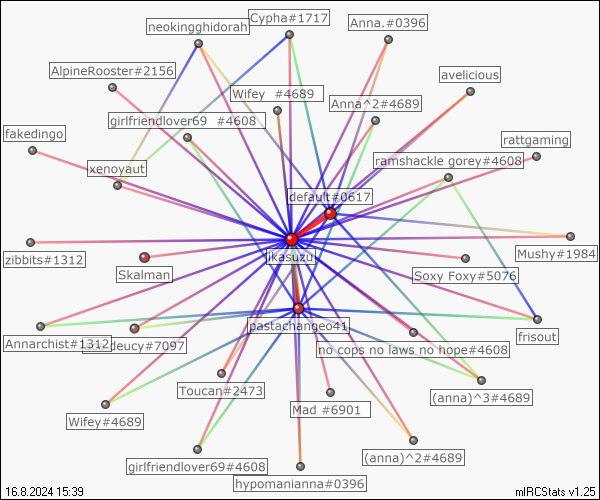 Cypha#1717
Anna.#0396
neokingghidorah
AlpineRooster#2156
avelicious
Wifey #4689
Anna^2#4689
girlfriendlover69 #4608
fakedingo
rattgaming
ramshackle gorey#4608
xenoyaut
default#0617
jikasuzu
zibbits#1312
Mushy#1984
Skalman
Soxy Foxy#5076
pastachangeo41
frisout
Annarchist#1312
deucy#7097
no cops no laws no hope#4608
Toucan#2473
(anna)^3#4689
Mad #6901
Wifey#4689
(anna)^2#4689
girlfriendlover69#4608
hypomanianna#0396
16.8.2024 15:39
mIRCStats v1.25